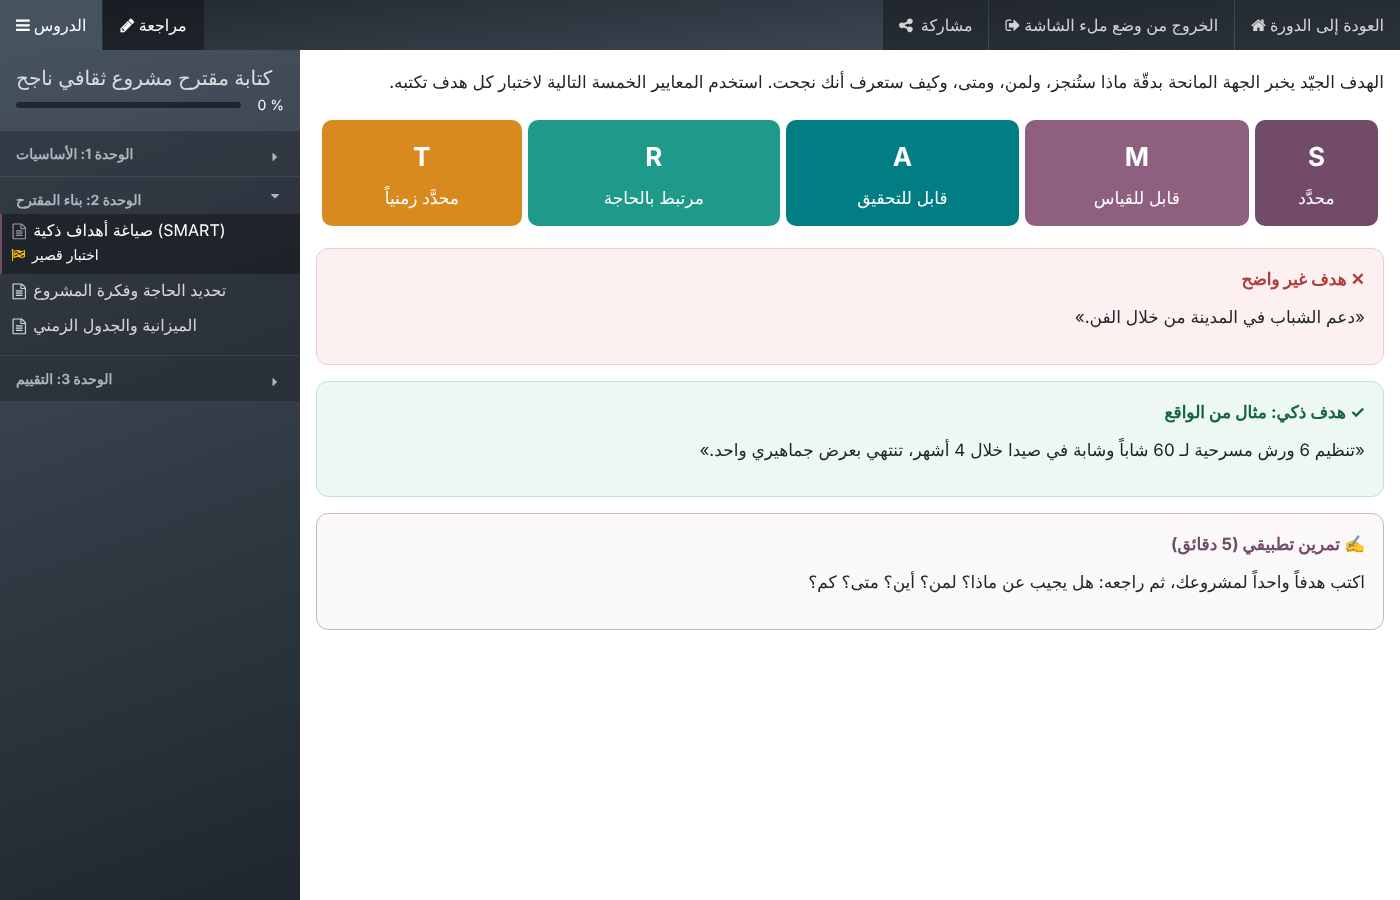 العودة إلى الدورة
الخروج من وضع ملء الشاشة
مشاركة
مراجعة
الدروس
كتابة مقترح مشروع ثقافي ناجح
0 %
الوحدة 1: الأساسيات
الوحدة 2: بناء المقترح
صياغة أهداف ذكية (SMART)
اختبار قصير
تحديد الحاجة وفكرة المشروع
الميزانية والجدول الزمني
الوحدة 3: التقييم
الهدف الجيّد يخبر الجهة المانحة بدقّة ماذا ستُنجز، ولمن، ومتى، وكيف ستعرف أنك نجحت. استخدم المعايير الخمسة التالية لاختبار كل هدف تكتبه.
S
محدَّد
M
قابل للقياس
A
قابل للتحقيق
R
مرتبط بالحاجة
T
محدَّد زمنياً
✕ هدف غير واضح
«دعم الشباب في المدينة من خلال الفن.»
✓ هدف ذكي: مثال من الواقع
«تنظيم 6 ورش مسرحية لـ 60 شاباً وشابة في صيدا خلال 4 أشهر، تنتهي بعرض جماهيري واحد.»
✍️ تمرين تطبيقي (5 دقائق)
اكتب هدفاً واحداً لمشروعك، ثم راجعه: هل يجيب عن ماذا؟ لمن؟ أين؟ متى؟ كم؟